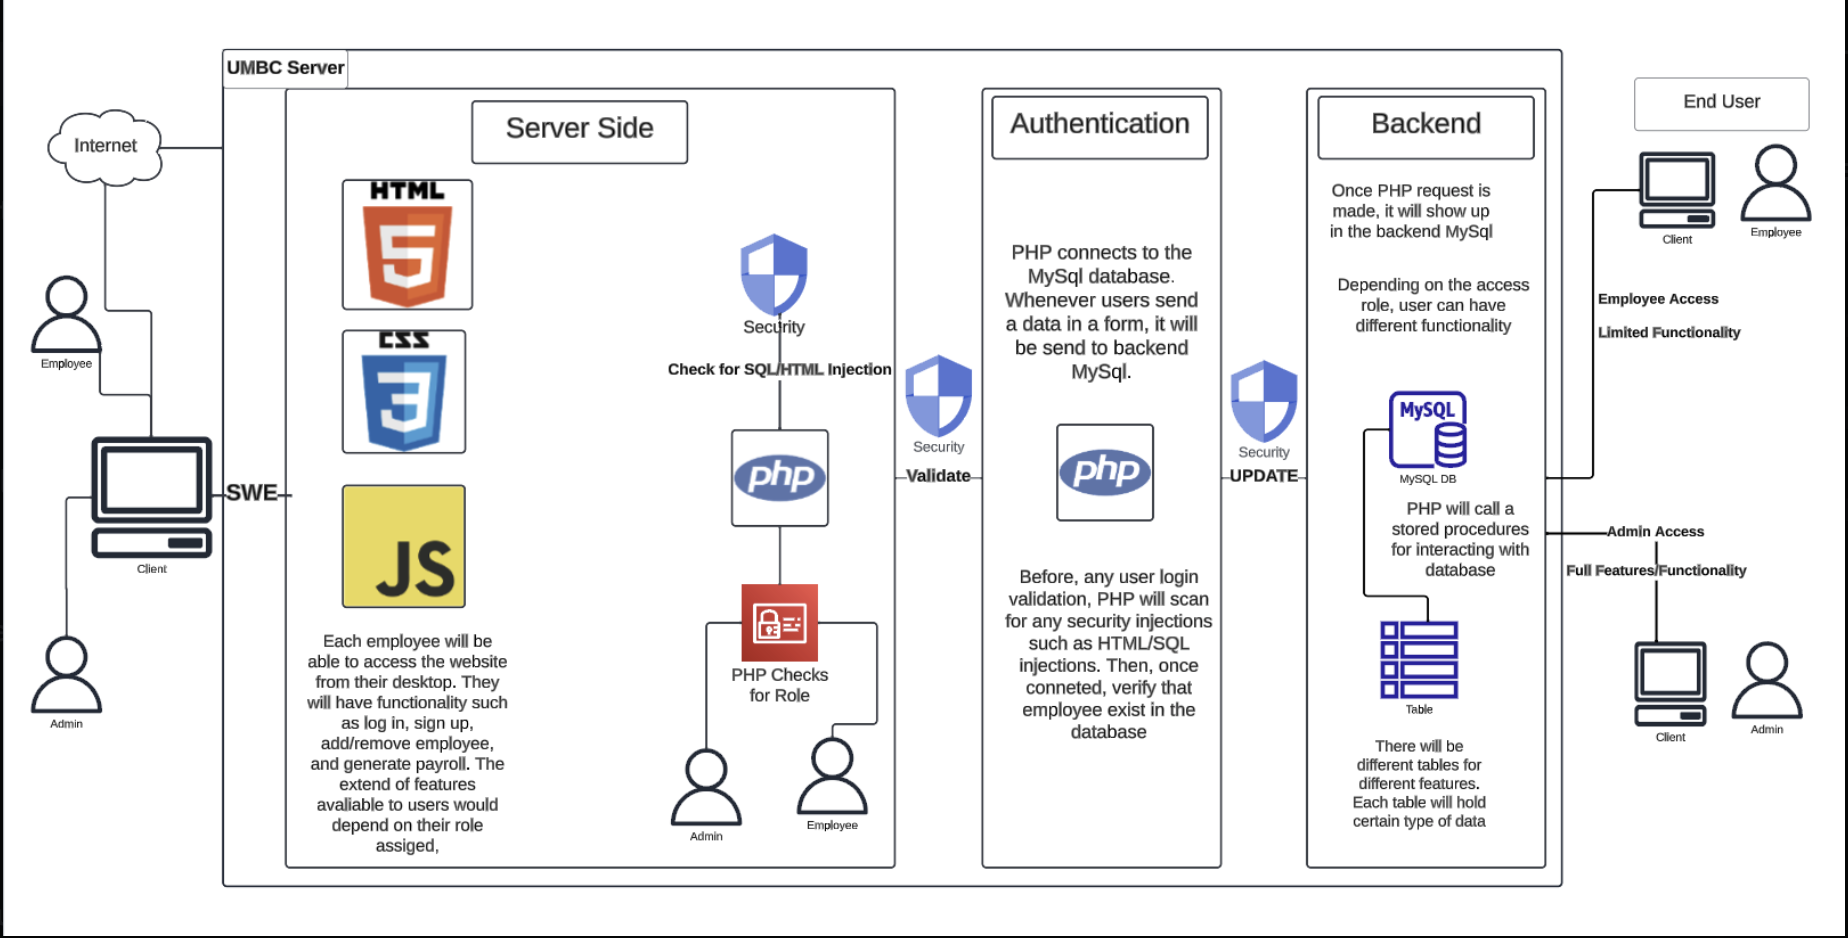 UMBC Server
Internet
Employee
Client
Admin
SWE
Server Side
HTML
5
CSS
3
JS
Each employee will be
able to access the website
from their desktop. They
will have functionality such
as log in, sign up,
add/remove employee,
and generate payroll. The
extend of features
avaliable to users would
depend on their role
assiged,
Security
Check for SQL/HTML Injection
php
PHP Checks
for Role
Admin
Employee
Security
Validate
Authentication
PHP connects to the
MySql database.
Whenever users send
a data in a form, it will
be send to backend
MySql.
php
Before, any user login
validation, PHP will scan
for any security injections
such as HTML/SQL
injections. Then, once
conneted, verify that
employee exist in the
database
Security
UPDATE
Backend
Once PHP request is
made, it will show up
in the backend MySql
Depending on the access
role, user can have
different functionality
MySQL
MySQL DB
PHP will call a
stored procedures
for interacting with
database
Table
There will be
different tables for
different features.
Each table will hold
certain type of data
End User
Client
Employee
Employee Access
Limited Functionality
Admin Access
Full Features/Functionality
Client
Admin